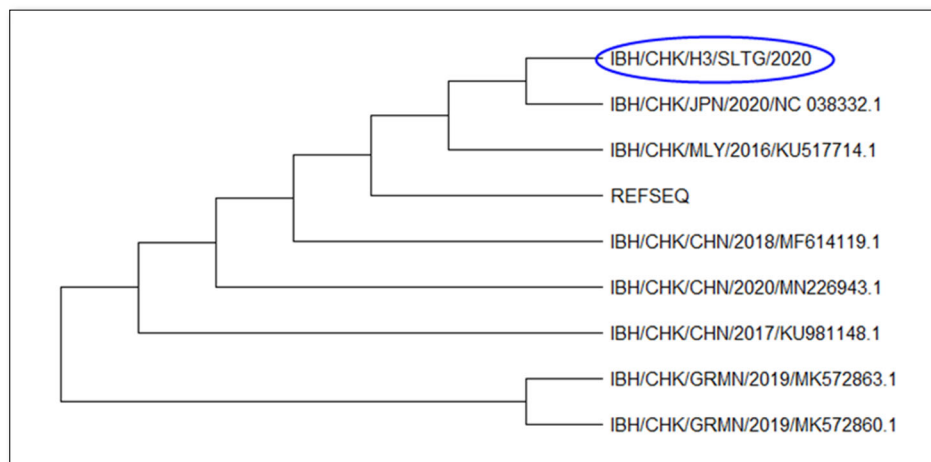 IBH/CHK/H3/SLTG/2020
IBH/CHK/JPN/2020/NC 038332.1
IBH/CHK/MLY/2016/KU517714.1
REFSEQ
IBH/CHK/CHN/2018/MF614119.1
IBH/CHK/CHN/2020/MN226943.1
IBH/CHK/CHN/2017/KU981148.1
IBH/CHK/GRMN/2019/MK572863.1
IBH/CHK/GRMN/2019/MK572860.1